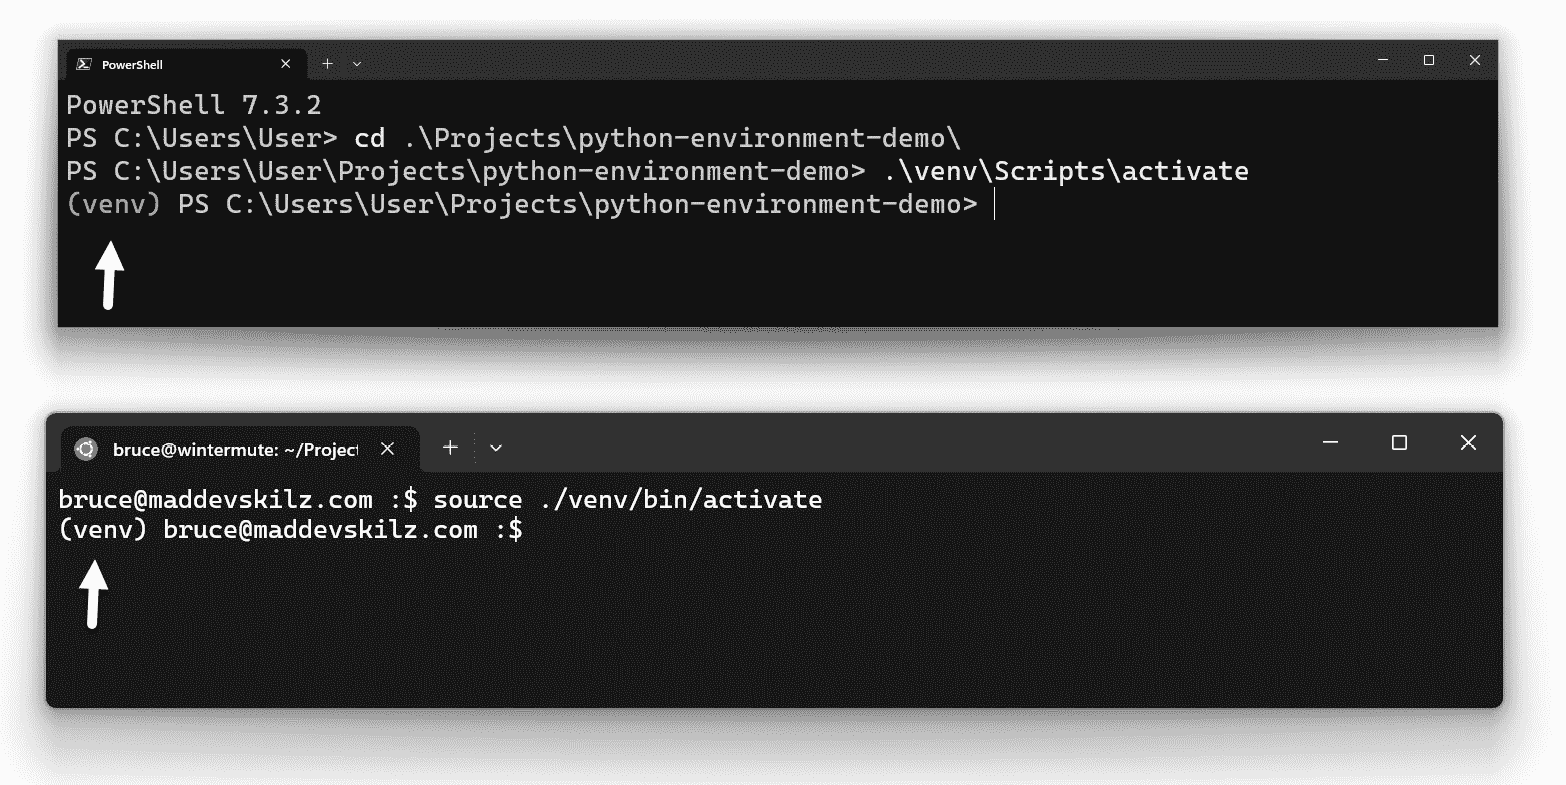 PowerShell
PowerShell 7.3.2
PS C:\Users\User> cd .\Projects\python-environment-demo\
PS C:\Users\User\Projects\python-environment-demo> .\venv\Scripts\activate
(venv) PS C:\Users\User\Projects\python-environment-demo>
bruce@wintermute: ~/Project
bruce@maddevskilz.com :$ source ./venv/bin/activate
(venv) bruce@maddevskilz.com :$